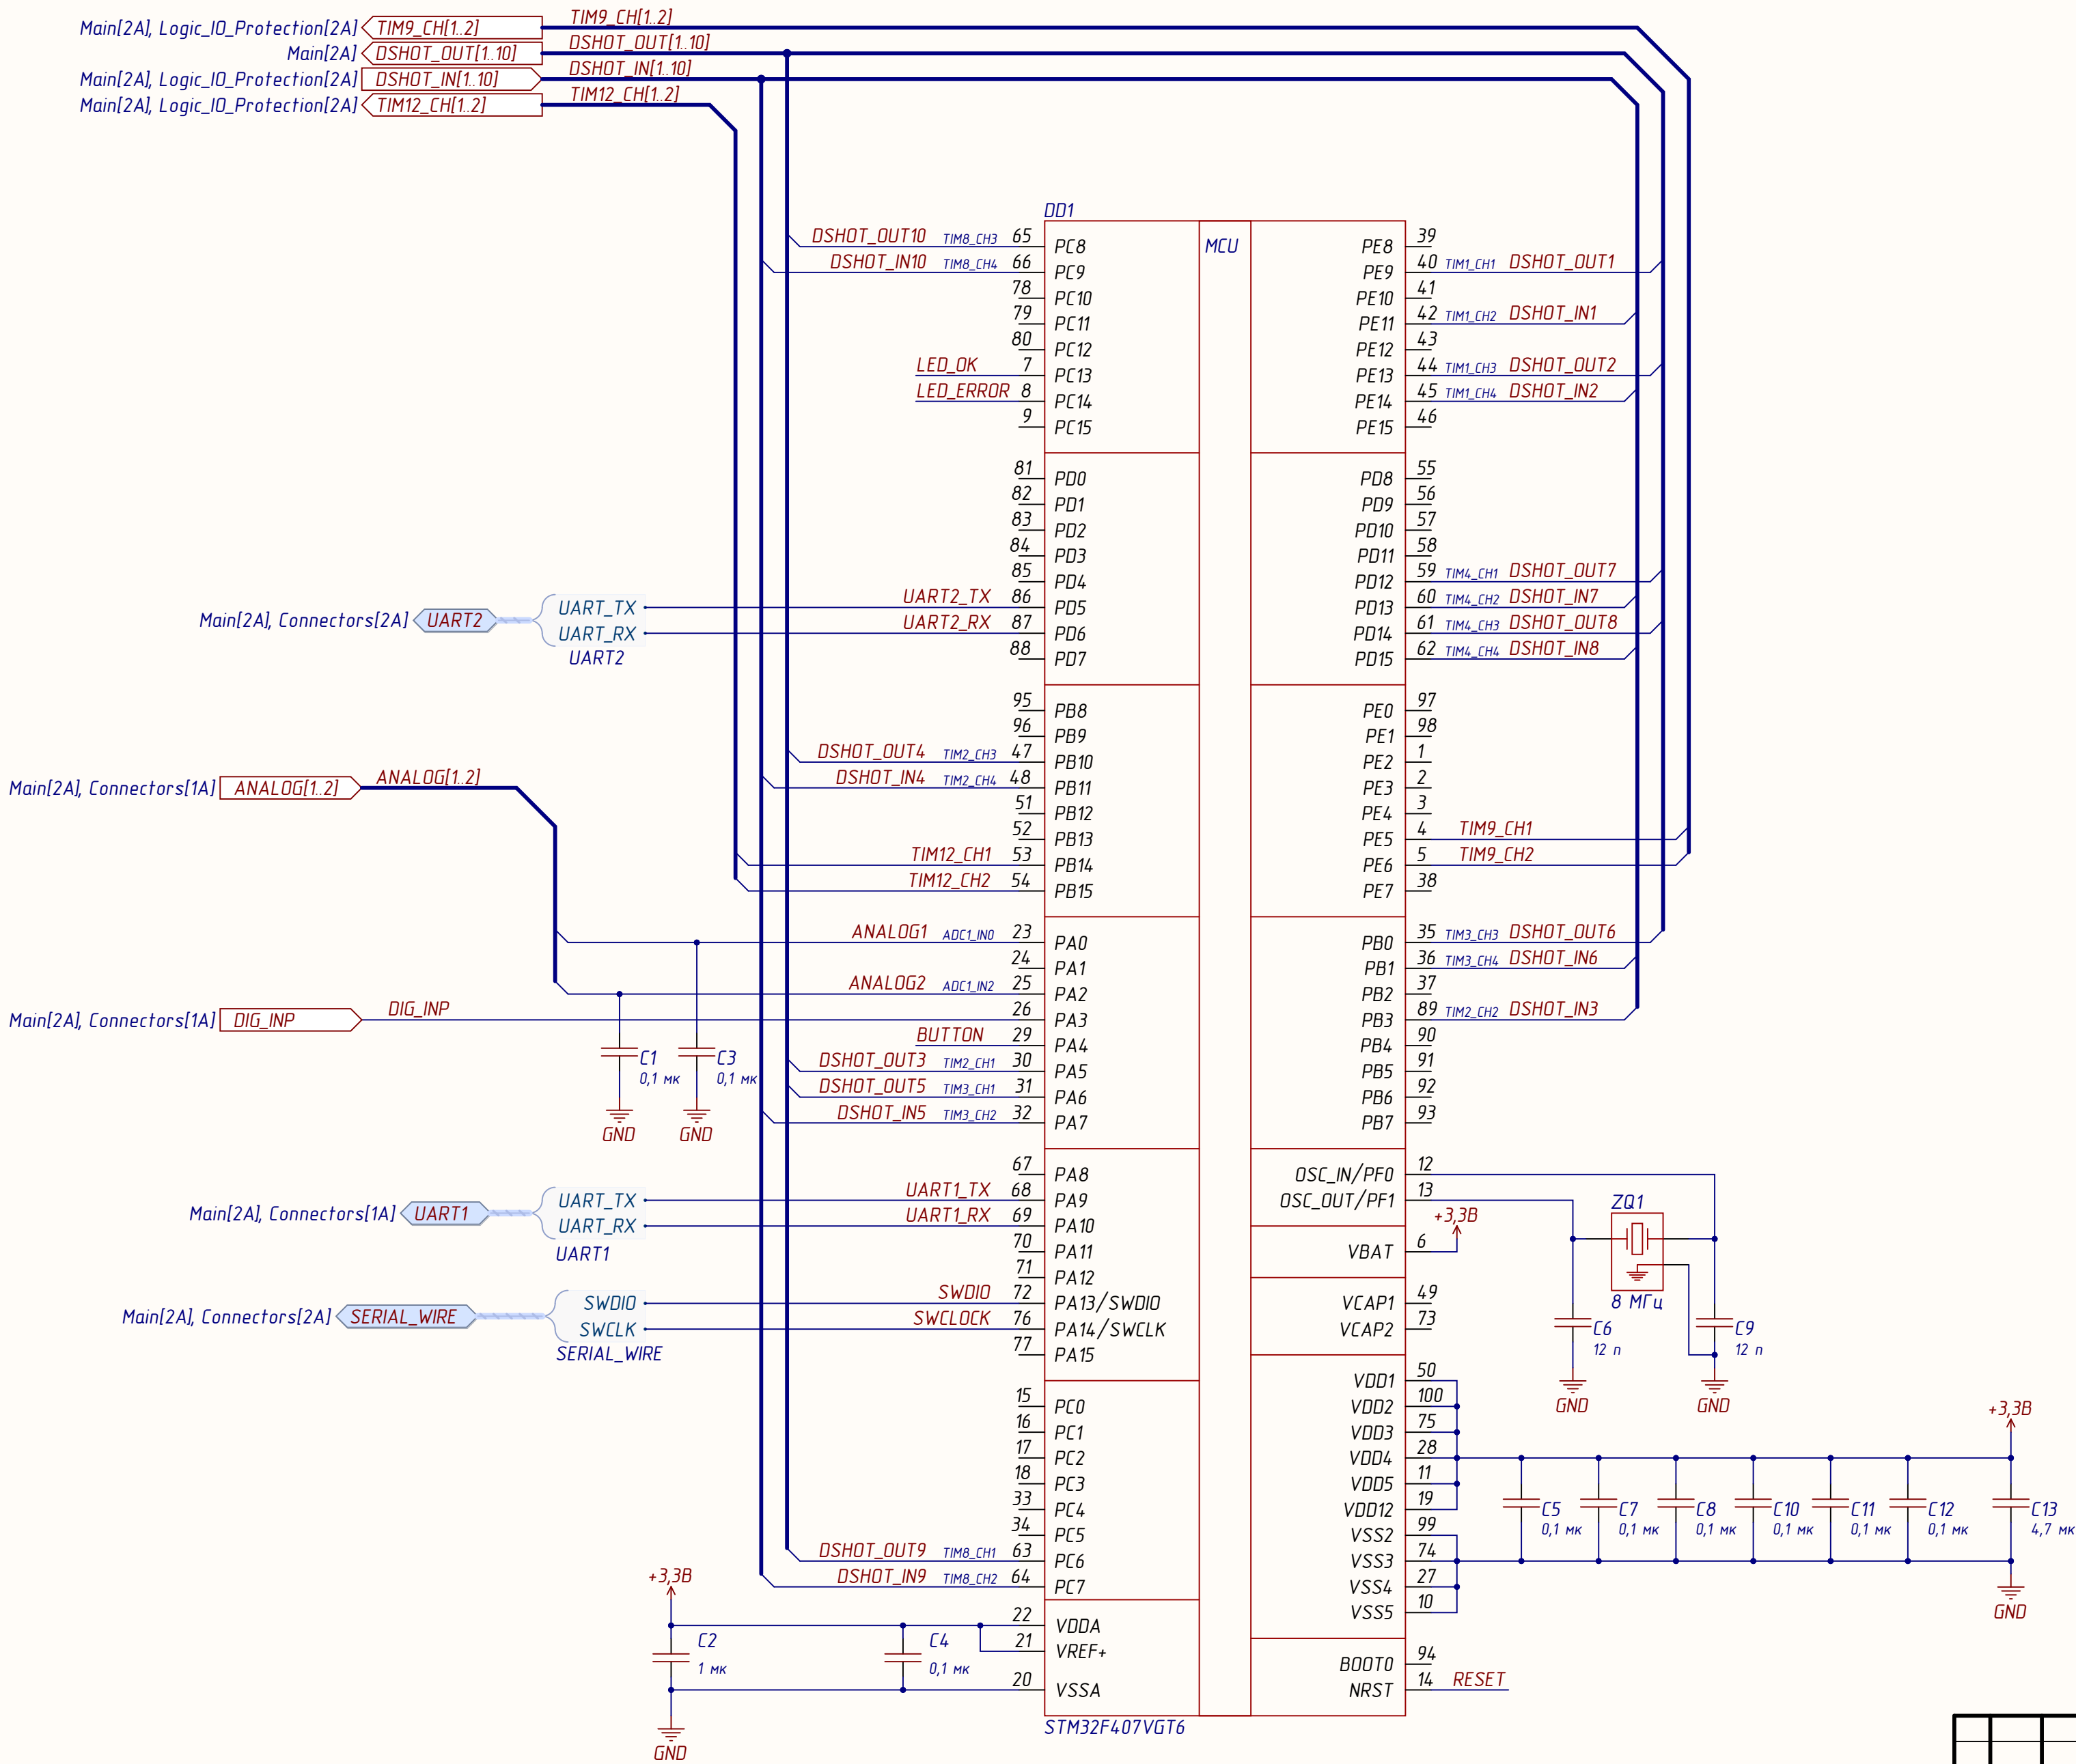 Main[2A], Logic_IO_Protection[2A] TIM9_CH[1..2] TIM9_CH[1..2]
Main[2A] DSHOT_OUT[1..10] DSHOT_OUT[1..10]
Main[2A], Logic_IO_Protection[2A] DSHOT_IN[1..10] DSHOT_IN[1..10]
Main[2A], Logic_IO_Protection[2A] TIM12_CH[1..2] TIM12_CH[1..2]
DD1
MCU
DSHOT_OUT10 TIM8_CH3 65 PC8
DSHOT_IN10 TIM8_CH4 66 PC9
78 PC10
79 PC11
80 PC12
LED_OK 7 PC13
LED_ERROR 8 PC14
9 PC15
PE8 39
PE9 40 TIM1_CH1 DSHOT_OUT1
PE10 41
PE11 42 TIM1_CH2 DSHOT_IN1
PE12 43
PE13 44 TIM1_CH3 DSHOT_OUT2
PE14 45 TIM1_CH4 DSHOT_IN2
PE15 46
81 PD0
82 PD1
83 PD2
84 PD3
85 PD4
UART2_TX 86 PD5
UART2_RX 87 PD6
88 PD7
Main[2A], Connectors[2A] UART2
UART_TX
UART_RX
UART2
PD8 55
PD9 56
PD10 57
PD11 58
PD12 59 TIM4_CH1 DSHOT_OUT7
PD13 60 TIM4_CH2 DSHOT_IN7
PD14 61 TIM4_CH3 DSHOT_OUT8
PD15 62 TIM4_CH4 DSHOT_IN8
95 PB8
96 PB9
DSHOT_OUT4 TIM2_CH3 47 PB10
DSHOT_IN4 TIM2_CH4 48 PB11
51 PB12
52 PB13
TIM12_CH1 53 PB14
TIM12_CH2 54 PB15
Main[2A], Connectors[1A] ANALOG[1..2] ANALOG[1..2]
PE0 97
PE1 98
PE2 1
PE3 2
PE4 3
PE5 4 TIM9_CH1
PE6 5 TIM9_CH2
PE7 38
ANALOG1 ADC1_IN0 23 PA0
24 PA1
ANALOG2 ADC1_IN2 25 PA2
Main[2A], Connectors[1A] DIG_INP DIG_INP 26 PA3
BUTTON 29 PA4
DSHOT_OUT3 TIM2_CH1 30 PA5
DSHOT_OUT5 TIM3_CH1 31 PA6
DSHOT_IN5 TIM3_CH2 32 PA7
C1
0,1 мк
GND
C3
0,1 мк
GND
PB0 35 TIM3_CH3 DSHOT_OUT6
PB1 36 TIM3_CH4 DSHOT_IN6
PB2 37
PB3 89 TIM2_CH2 DSHOT_IN3
PB4 90
PB5 91
PB6 92
PB7 93
67 PA8
UART1_TX 68 PA9
UART1_RX 69 PA10
70 PA11
71 PA12
SWDIO 72 PA13/SWDIO
SWCLOCK 76 PA14/SWCLK
77 PA15
Main[2A], Connectors[1A] UART1
UART_TX
UART_RX
UART1
Main[2A], Connectors[2A] SERIAL_WIRE
SWDIO
SWCLK
SERIAL_WIRE
OSC_IN/PF0 12
OSC_OUT/PF1 13
+3,3В
VBAT 6
VCAP1 49
VCAP2 73
ZQ1
8 МГц
C6
12 п
GND
C9
12 п
GND
15 PC0
16 PC1
17 PC2
18 PC3
33 PC4
34 PC5
DSHOT_OUT9 TIM8_CH1 63 PC6
DSHOT_IN9 TIM8_CH2 64 PC7
VDD1 50
VDD2 100
VDD3 75
VDD4 28
VDD5 11
VDD12 19
VSS2 99
VSS3 74
VSS4 27
VSS5 10
+3,3В
C5
0,1 мк
C7
0,1 мк
C8
0,1 мк
C10
0,1 мк
C11
0,1 мк
C12
0,1 мк
C13
4,7 мк
GND
+3,3В
22 VDDA
21 VREF+
20 VSSA
C2
1 мк
C4
0,1 мк
GND
BOOT0 94
NRST 14 RESET
STM32F407VGT6